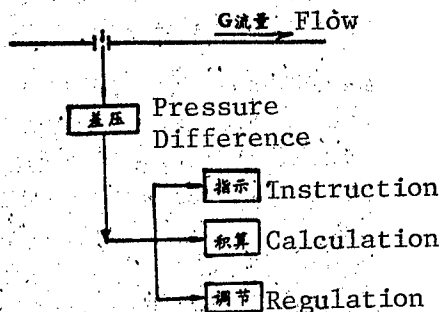 G流量 Flow
差压 Pressure
Difference
指示 Instruction
积算 Calculation
调节 Regulation